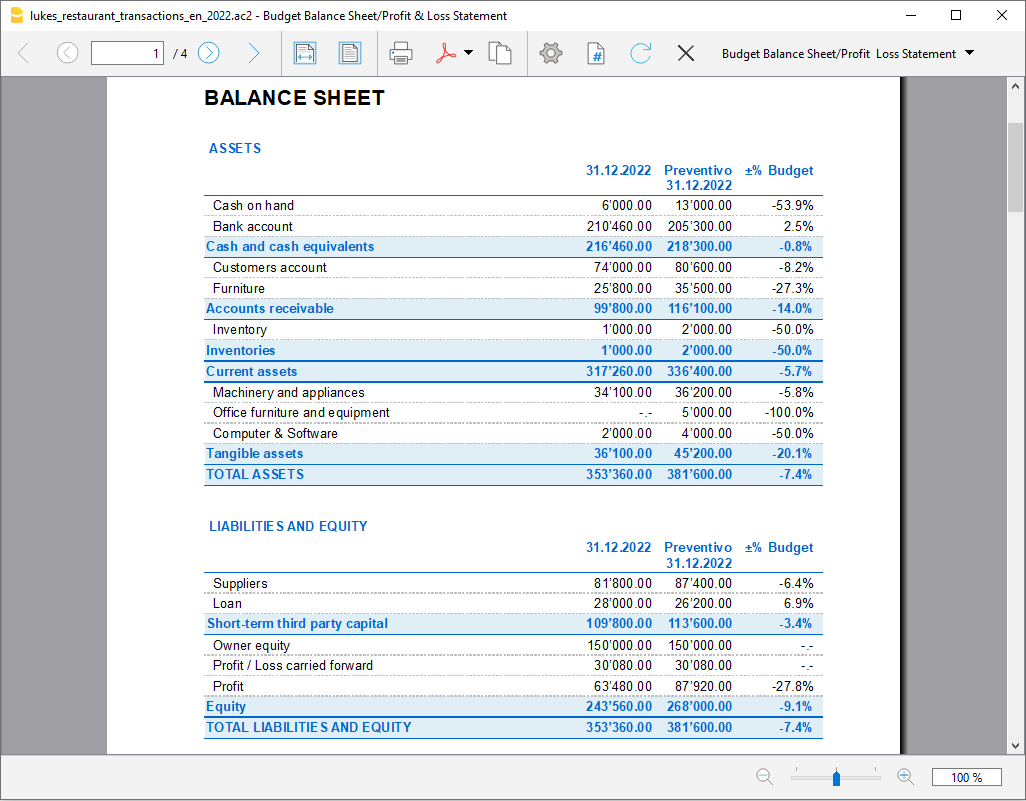 lukes_restaurant_transactions_en_2022.ac2 - Budget Balance Sheet/Profit & Loss Statement
1 / 4 Budget Balance Sheet/Profit Loss Statement
BALANCE SHEET
ASSETS
31.12.2022 Preventivo ±% Budget
31.12.2022
Cash on hand 6’000.00 13’000.00 -53.9%
Bank account 210’460.00 205’300.00 2.5%
Cash and cash equivalents 216’460.00 218’300.00 -0.8%
Customers account 74’000.00 80’600.00 -8.2%
Furniture 25’800.00 35’500.00 -27.3%
Accounts receivable 99’800.00 116’100.00 -14.0%
Inventory 1’000.00 2’000.00 -50.0%
Inventories 1’000.00 2’000.00 -50.0%
Current assets 317’260.00 336’400.00 -5.7%
Machinery and appliances 34’100.00 36’200.00 -5.8%
Office furniture and equipment -.- 5’000.00 -100.0%
Computer & Software 2’000.00 4’000.00 -50.0%
Tangible assets 36’100.00 45’200.00 -20.1%
TOTAL ASSETS 353’360.00 381’600.00 -7.4%
LIABILITIES AND EQUITY
31.12.2022 Preventivo ±% Budget
31.12.2022
Suppliers 81’800.00 87’400.00 -6.4%
Loan 28’000.00 26’200.00 6.9%
Short-term third party capital 109’800.00 113’600.00 -3.4%
Owner equity 150’000.00 150’000.00 -.-
Profit / Loss carried forward 30’080.00 30’080.00 -.-
Profit 63’480.00 87’920.00 -27.8%
Equity 243’560.00 268’000.00 -9.1%
TOTAL LIABILITIES AND EQUITY 353’360.00 381’600.00 -7.4%
100 %